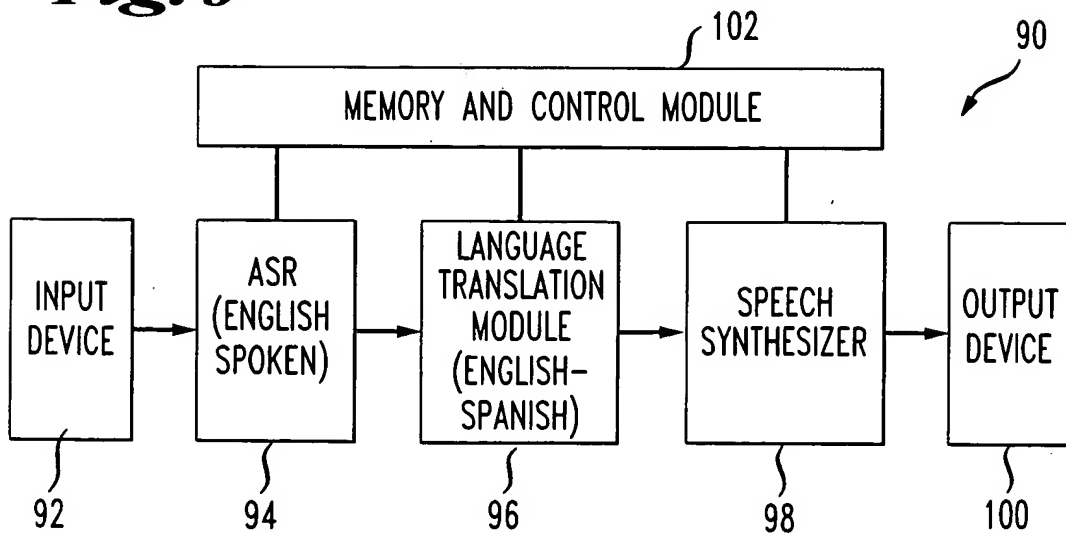 102
90
MEMORY AND CONTROL MODULE
INPUT
DEVICE
ASR
(ENGLISH
SPOKEN)
LANGUAGE
TRANSLATION
MODULE
(ENGLISH–
SPANISH)
SPEECH
SYNTHESIZER
OUTPUT
DEVICE
92
94
96
98
100